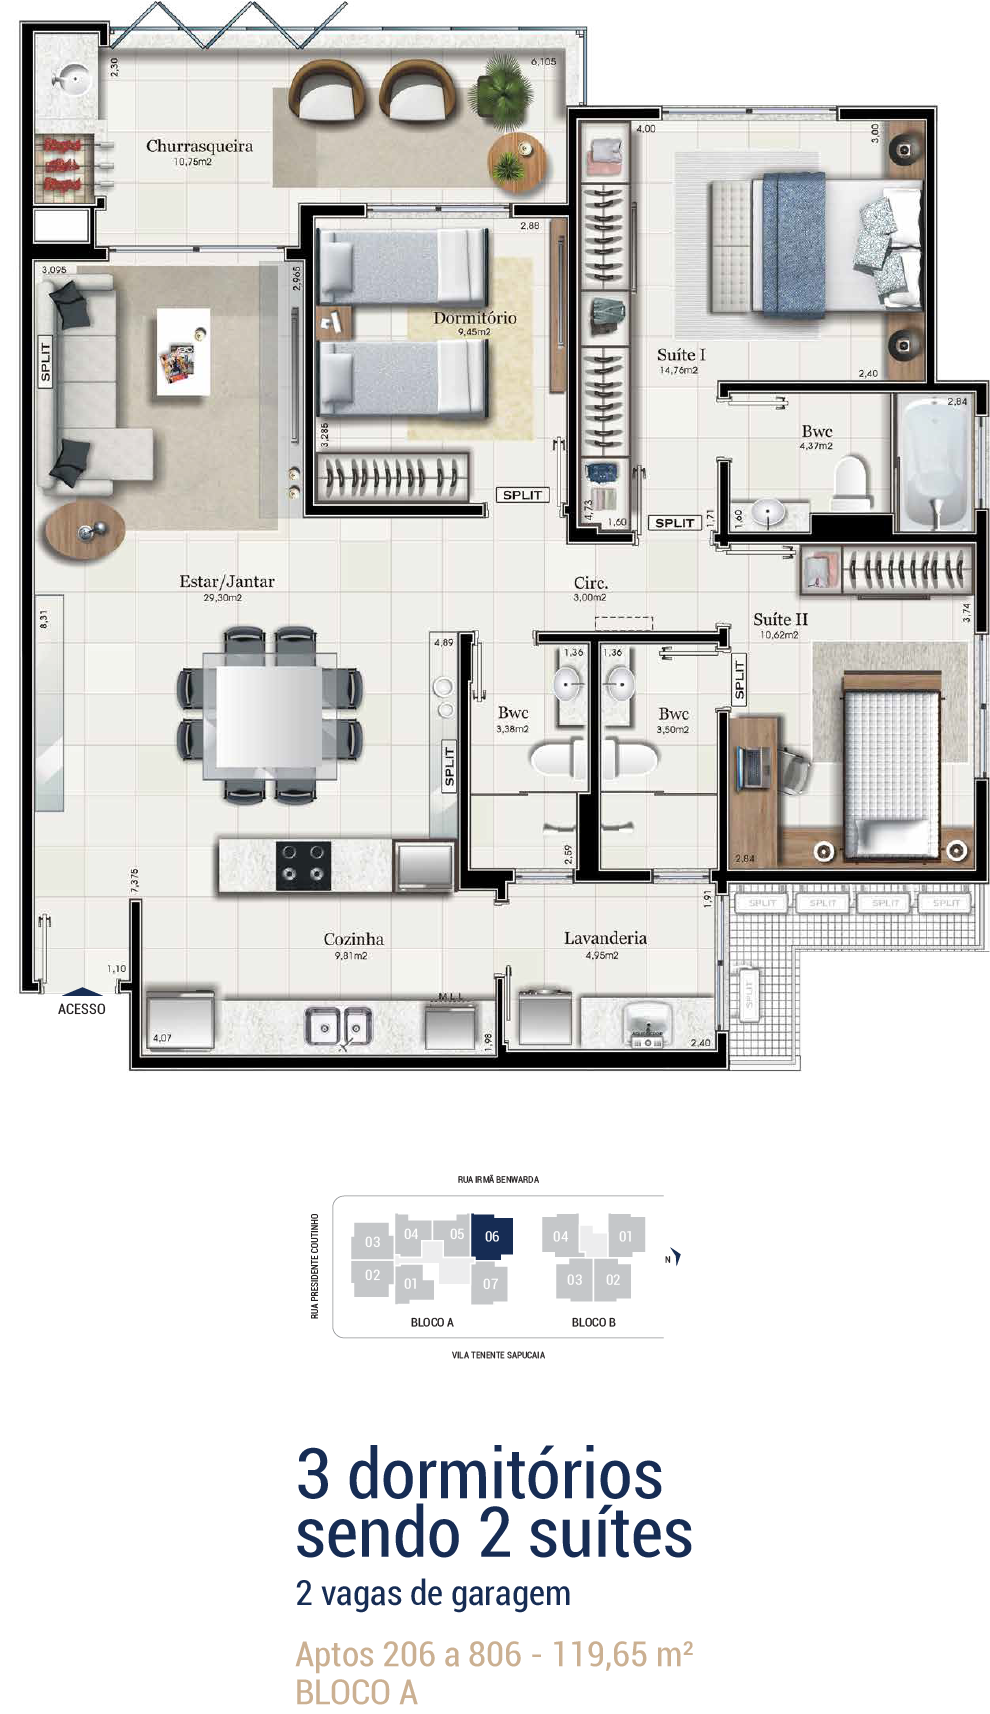 2,30
6,105
Churrasqueira
10,75m2
4,00
3,00
2,88
3,095
2,965
SPLIT
Dormitório
9,45m2
Suíte I
14,76m2
2,40
2,84
3,285
Bwc
4,37m2
SPLIT
4,73
1,60
SPLIT
1,71
1,60
Estar/Jantar
29,30m2
Circ.
3,00m2
8,31
3,74
Suíte II
10,62m2
4,89
1,36
1,36
SPLIT
Bwc
3,38m2
Bwc
3,50m2
SPLIT
2,59
2,84
7,375
1,91
SPLIT
SPLIT
SPLIT
SPLIT
Cozinha
9,81m2
Lavanderia
4,95m2
1,10
SPLIT
ACESSO
M.L.L.
4,07
1,98
2,40
RUA IRMÃ BENWARDA
RUA PRESIDENTE COUTINHO
03
04
05
06
04
01
02
01
07
03
02
N
BLOCO A
BLOCO B
VILA TENENTE SAPUCAIA
3 dormitórios
sendo 2 suítes
2 vagas de garagem
Aptos 206 a 806 - 119,65 m²
BLOCO A